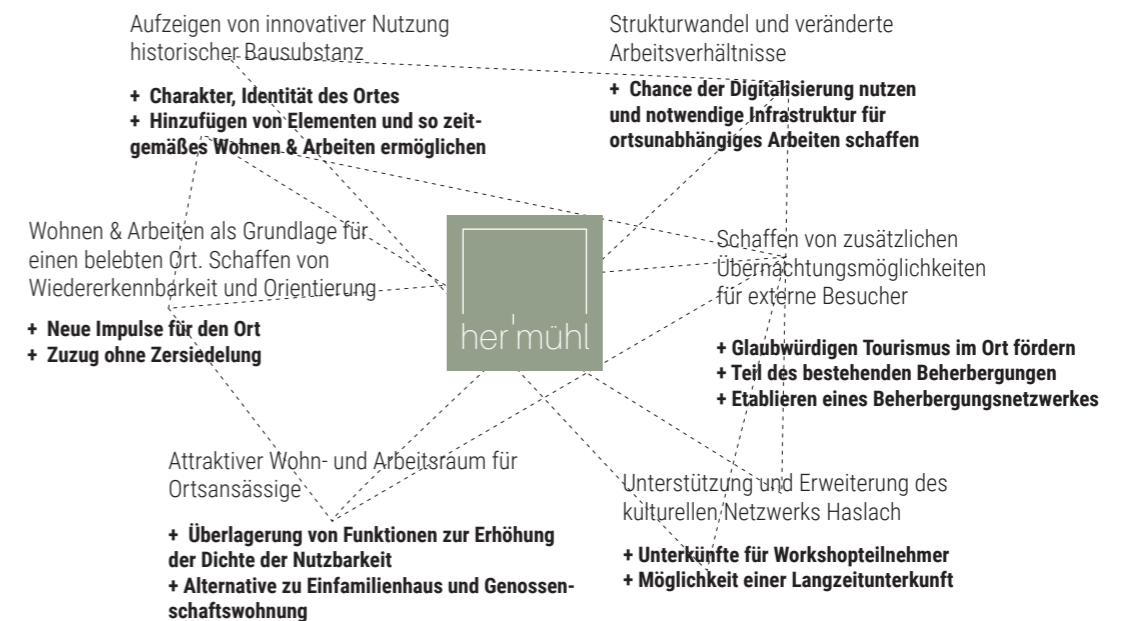 Aufzeigen von innovativer Nutzung
historischer Bausubstanz
+ Charakter, Identität des Ortes
+ Hinzufügen von Elementen und so zeit-
gemäßes Wohnen & Arbeiten ermöglichen
Strukturwandel und veränderte
Arbeitsverhältnisse
+ Chance der Digitalisierung nutzen
und notwendige Infrastruktur für
ortsunabhängiges Arbeiten schaffen
Wohnen & Arbeiten als Grundlage für
einen belebten Ort. Schaffen von
Wiedererkennbarkeit und Orientierung
+ Neue Impulse für den Ort
+ Zuzug ohne Zersiedelung
her'mühl
Schaffen von zusätzlichen
Übernachtungsmöglichkeiten
für externe Besucher
+ Glaubwürdigen Tourismus im Ort fördern
+ Teil des bestehenden Beherbergungen
+ Etablieren eines Beherbergungsnetzwerkes
Attraktiver Wohn- und Arbeitsraum für
Ortsansässige
+ Überlagerung von Funktionen zur Erhöhung
der Dichte der Nutzbarkeit
+ Alternative zu Einfamilienhaus und Genossen-
schaftswohnung
Unterstützung und Erweiterung des
kulturellen Netzwerks Haslach
+ Unterkünfte für Workshopteilnehmer
+ Möglichkeit einer Langzeitunterkunft